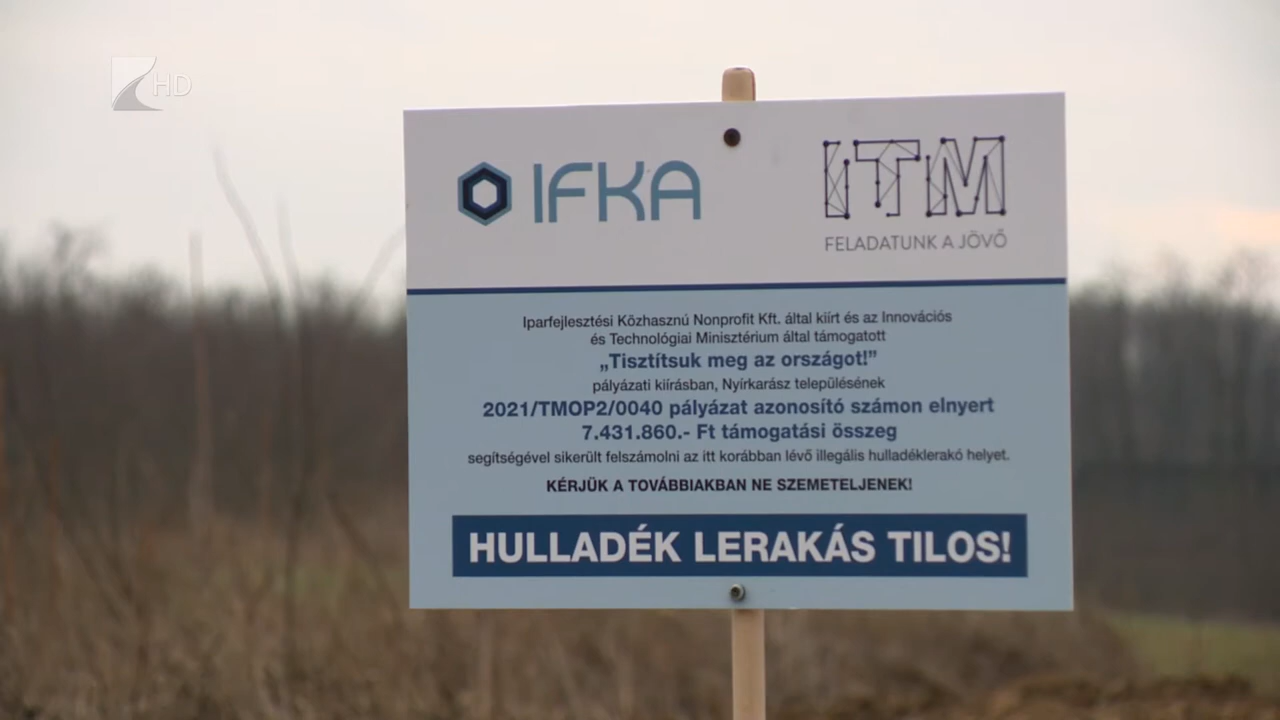 HD
IFKA
ITM
FELADATUNK A JÖVŐ
Iparfejlesztési Közhasznú Nonprofit Kft. által kiírt és az Innovációs
és Technológiai Minisztérium által támogatott
„Tisztítsuk meg az országot!”
pályázati kiírásban, Nyírkarász településének
2021/TMOP2/0040 pályázat azonosító számon elnyert
7.431.860.- Ft támogatási összeg
segítségével sikerült felszámolni az itt korábban lévő illegális hulladéklerakó helyet.
KÉRJÜK A TOVÁBBIAKBAN NE SZEMETELJENEK!
HULLADÉK LERAKÁS TILOS!